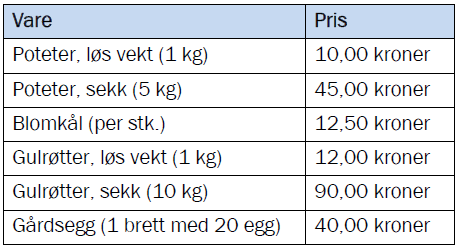 Vare Pris
Poteter, løs vekt (1 kg) 10,00 kroner
Poteter, sekk (5 kg) 45,00 kroner
Blomkål (per stk.) 12,50 kroner
Gulrøtter, løs vekt (1 kg) 12,00 kroner
Gulrøtter, sekk (10 kg) 90,00 kroner
Gårdsegg (1 brett med 20 egg) 40,00 kroner